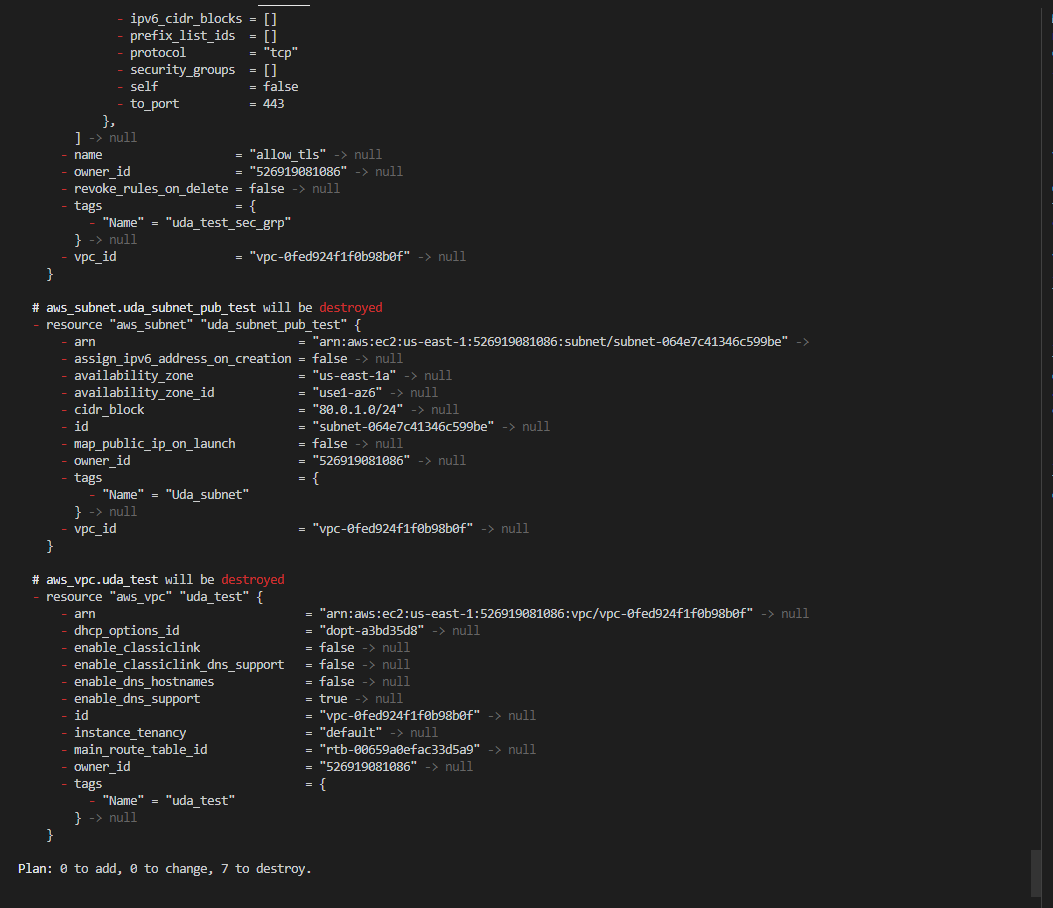 - ipv6_cidr_blocks = []
            - prefix_list_ids  = []
            - protocol         = "tcp"
            - security_groups  = []
            - self             = false
            - to_port          = 443
          },
      ] -> null
    - name                   = "allow_tls" -> null
    - owner_id               = "526919081086" -> null
    - revoke_rules_on_delete = false -> null
    - tags                   = {
        - "Name" = "uda_test_sec_grp"
      } -> null
    - vpc_id                 = "vpc-0fed924f1f0b98b0f" -> null
  }
# aws_subnet.uda_subnet_pub_test will be destroyed
- resource "aws_subnet" "uda_subnet_pub_test" {
    - arn                             = "arn:aws:ec2:us-east-1:526919081086:subnet/subnet-064e7c41346c599be" ->
    - assign_ipv6_address_on_creation = false -> null
    - availability_zone               = "us-east-1a" -> null
    - availability_zone_id            = "use1-az6" -> null
    - cidr_block                      = "80.0.1.0/24" -> null
    - id                              = "subnet-064e7c41346c599be" -> null
    - map_public_ip_on_launch         = false -> null
    - owner_id                        = "526919081086" -> null
    - tags                            = {
        - "Name" = "Uda_subnet"
      } -> null
    - vpc_id                          = "vpc-0fed924f1f0b98b0f" -> null
  }
# aws_vpc.uda_test will be destroyed
- resource "aws_vpc" "uda_test" {
    - arn                              = "arn:aws:ec2:us-east-1:526919081086:vpc/vpc-0fed924f1f0b98b0f" -> null
    - dhcp_options_id                  = "dopt-a3bd35d8" -> null
    - enable_classiclink               = false -> null
    - enable_classiclink_dns_support   = false -> null
    - enable_dns_hostnames             = false -> null
    - enable_dns_support               = true -> null
    - id                               = "vpc-0fed924f1f0b98b0f" -> null
    - instance_tenancy                 = "default" -> null
    - main_route_table_id              = "rtb-00659a0efac33d5a9" -> null
    - owner_id                         = "526919081086" -> null
    - tags                             = {
        - "Name" = "uda_test"
      } -> null
  }
Plan: 0 to add, 0 to change, 7 to destroy.